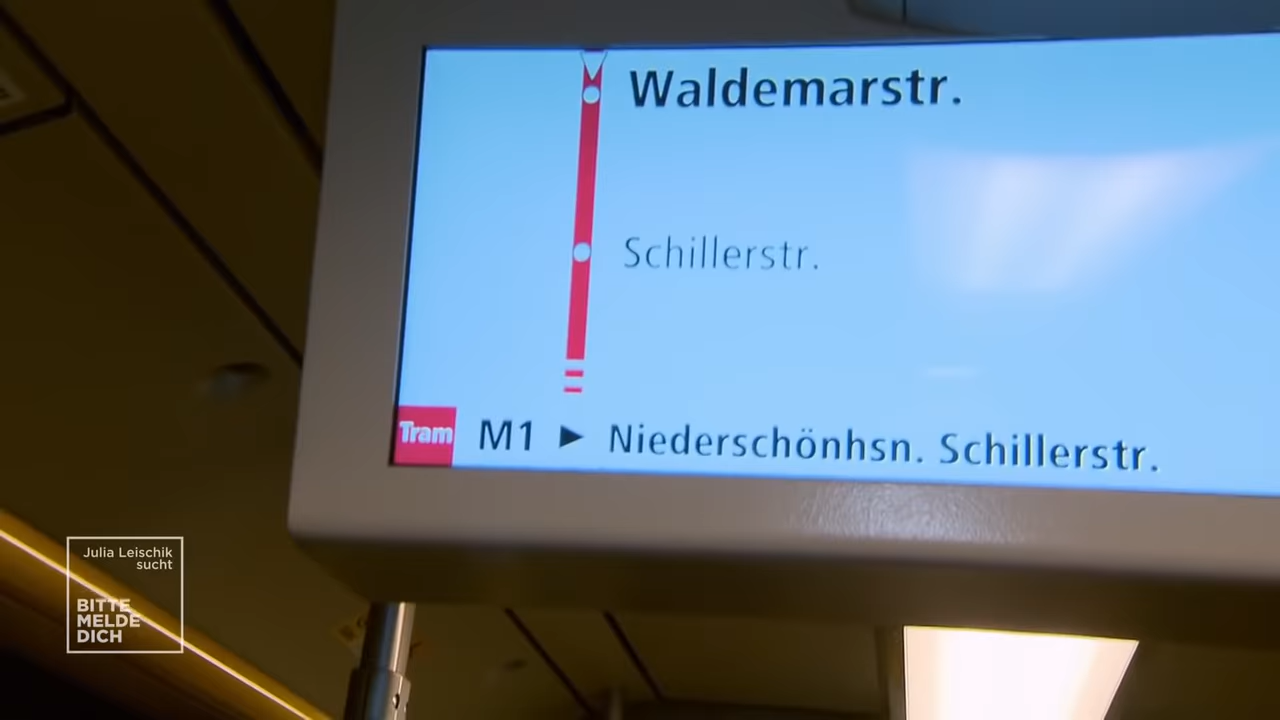 Waldemarstr.
Schillerstr.
Tram M1 ► Niederschönhsn. Schillerstr.
Julia Leischik
sucht
BITTE
MELDE
DICH